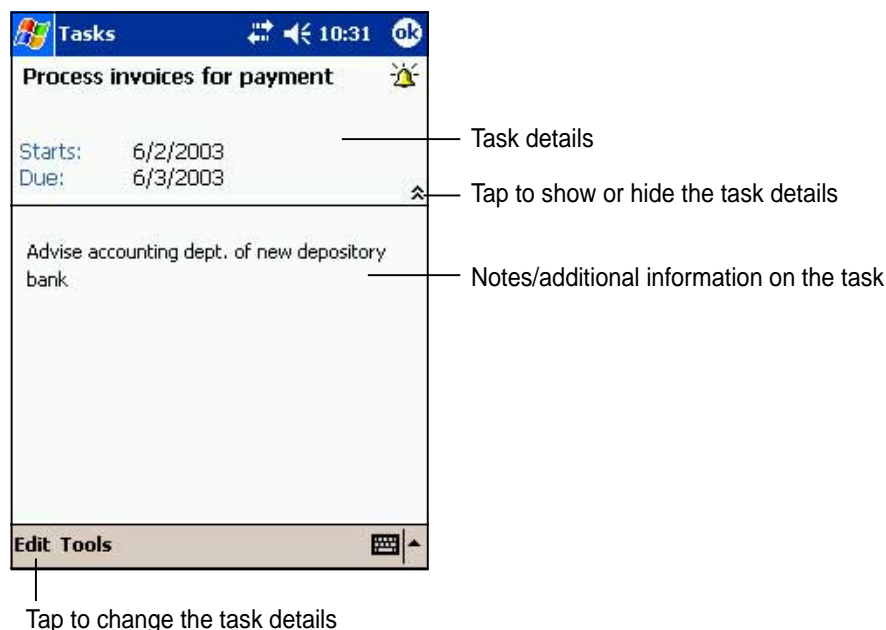 Tasks 10:31 ok
Process invoices for payment
Starts: 6/2/2003
Due: 6/3/2003
Advise accounting dept. of new depository
bank
Edit Tools
Task details
Tap to show or hide the task details
Notes/additional information on the task
Tap to change the task details